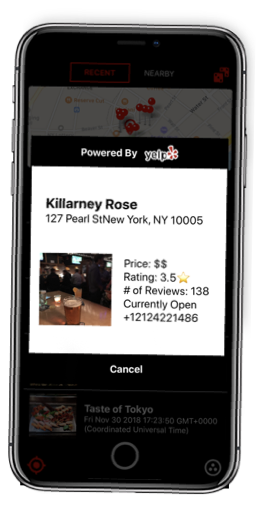 RECENT NEARBY
Powered By yelp
Killarney Rose
127 Pearl StNew York, NY 10005
Price: $$
Rating: 3.5⭐
# of Reviews: 138
Currently Open
+12124221486
Cancel
Taste of Tokyo
Fri Nov 30 2018 17:23:50 GMT+0000
(Coordinated Universal Time)